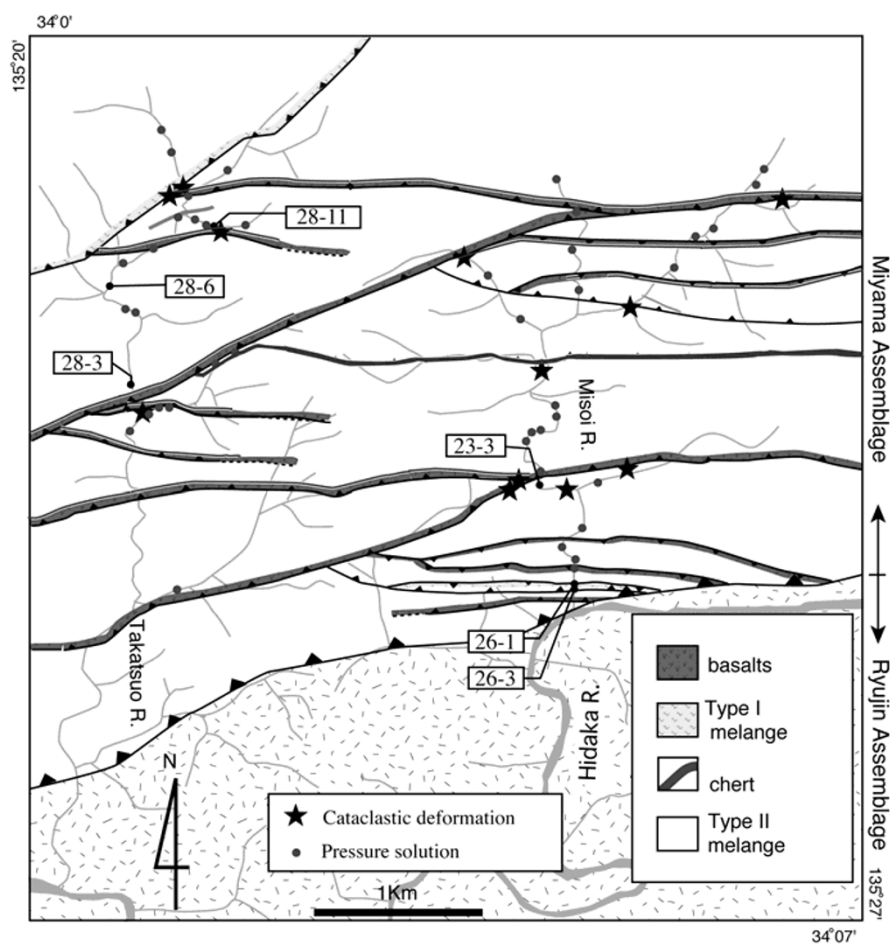 34°0'
135°20'
28-11
28-6
28-3
23-3
Misoi R.
Miyama Assemblage
26-1
26-3
Takatsuo R.
Hidaka R.
Ryujin Assemblage
basalts
Type I
melange
chert
Type II
melange
N
Cataclastic deformation
Pressure solution
1Km
135°27'
34°07'